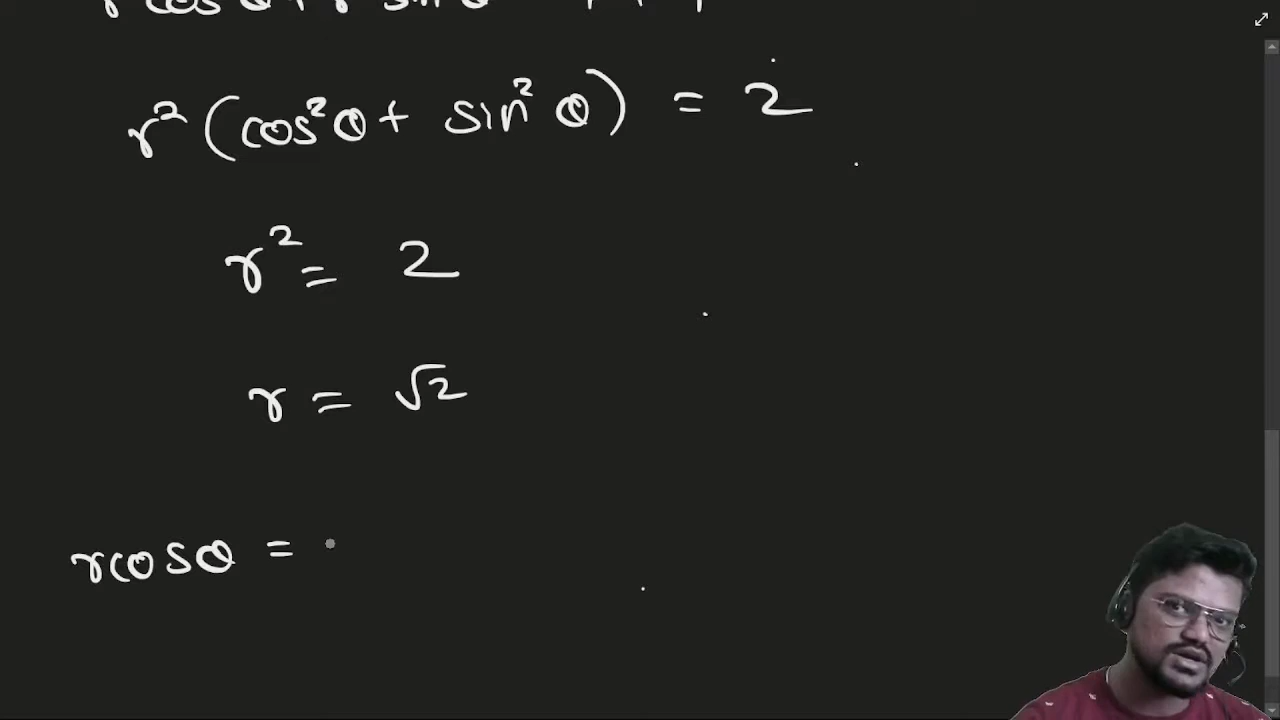 r²(cos²θ + sin²θ) = 2
r² = 2
r = √2
rcosθ =